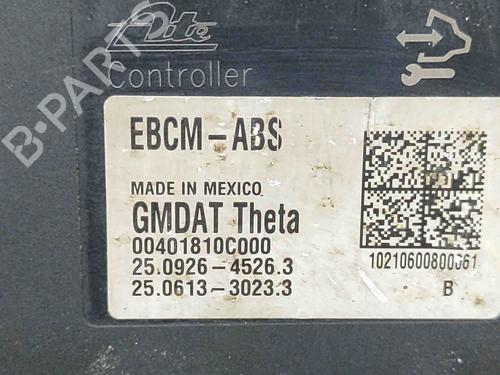 Ate
Controller
B-PARTS
EBCM-ABS
MADE IN MEXICO
GMDAT Theta
00401810C000
25.0926-4526.3
25.0613-3023.3
10210600800661
B